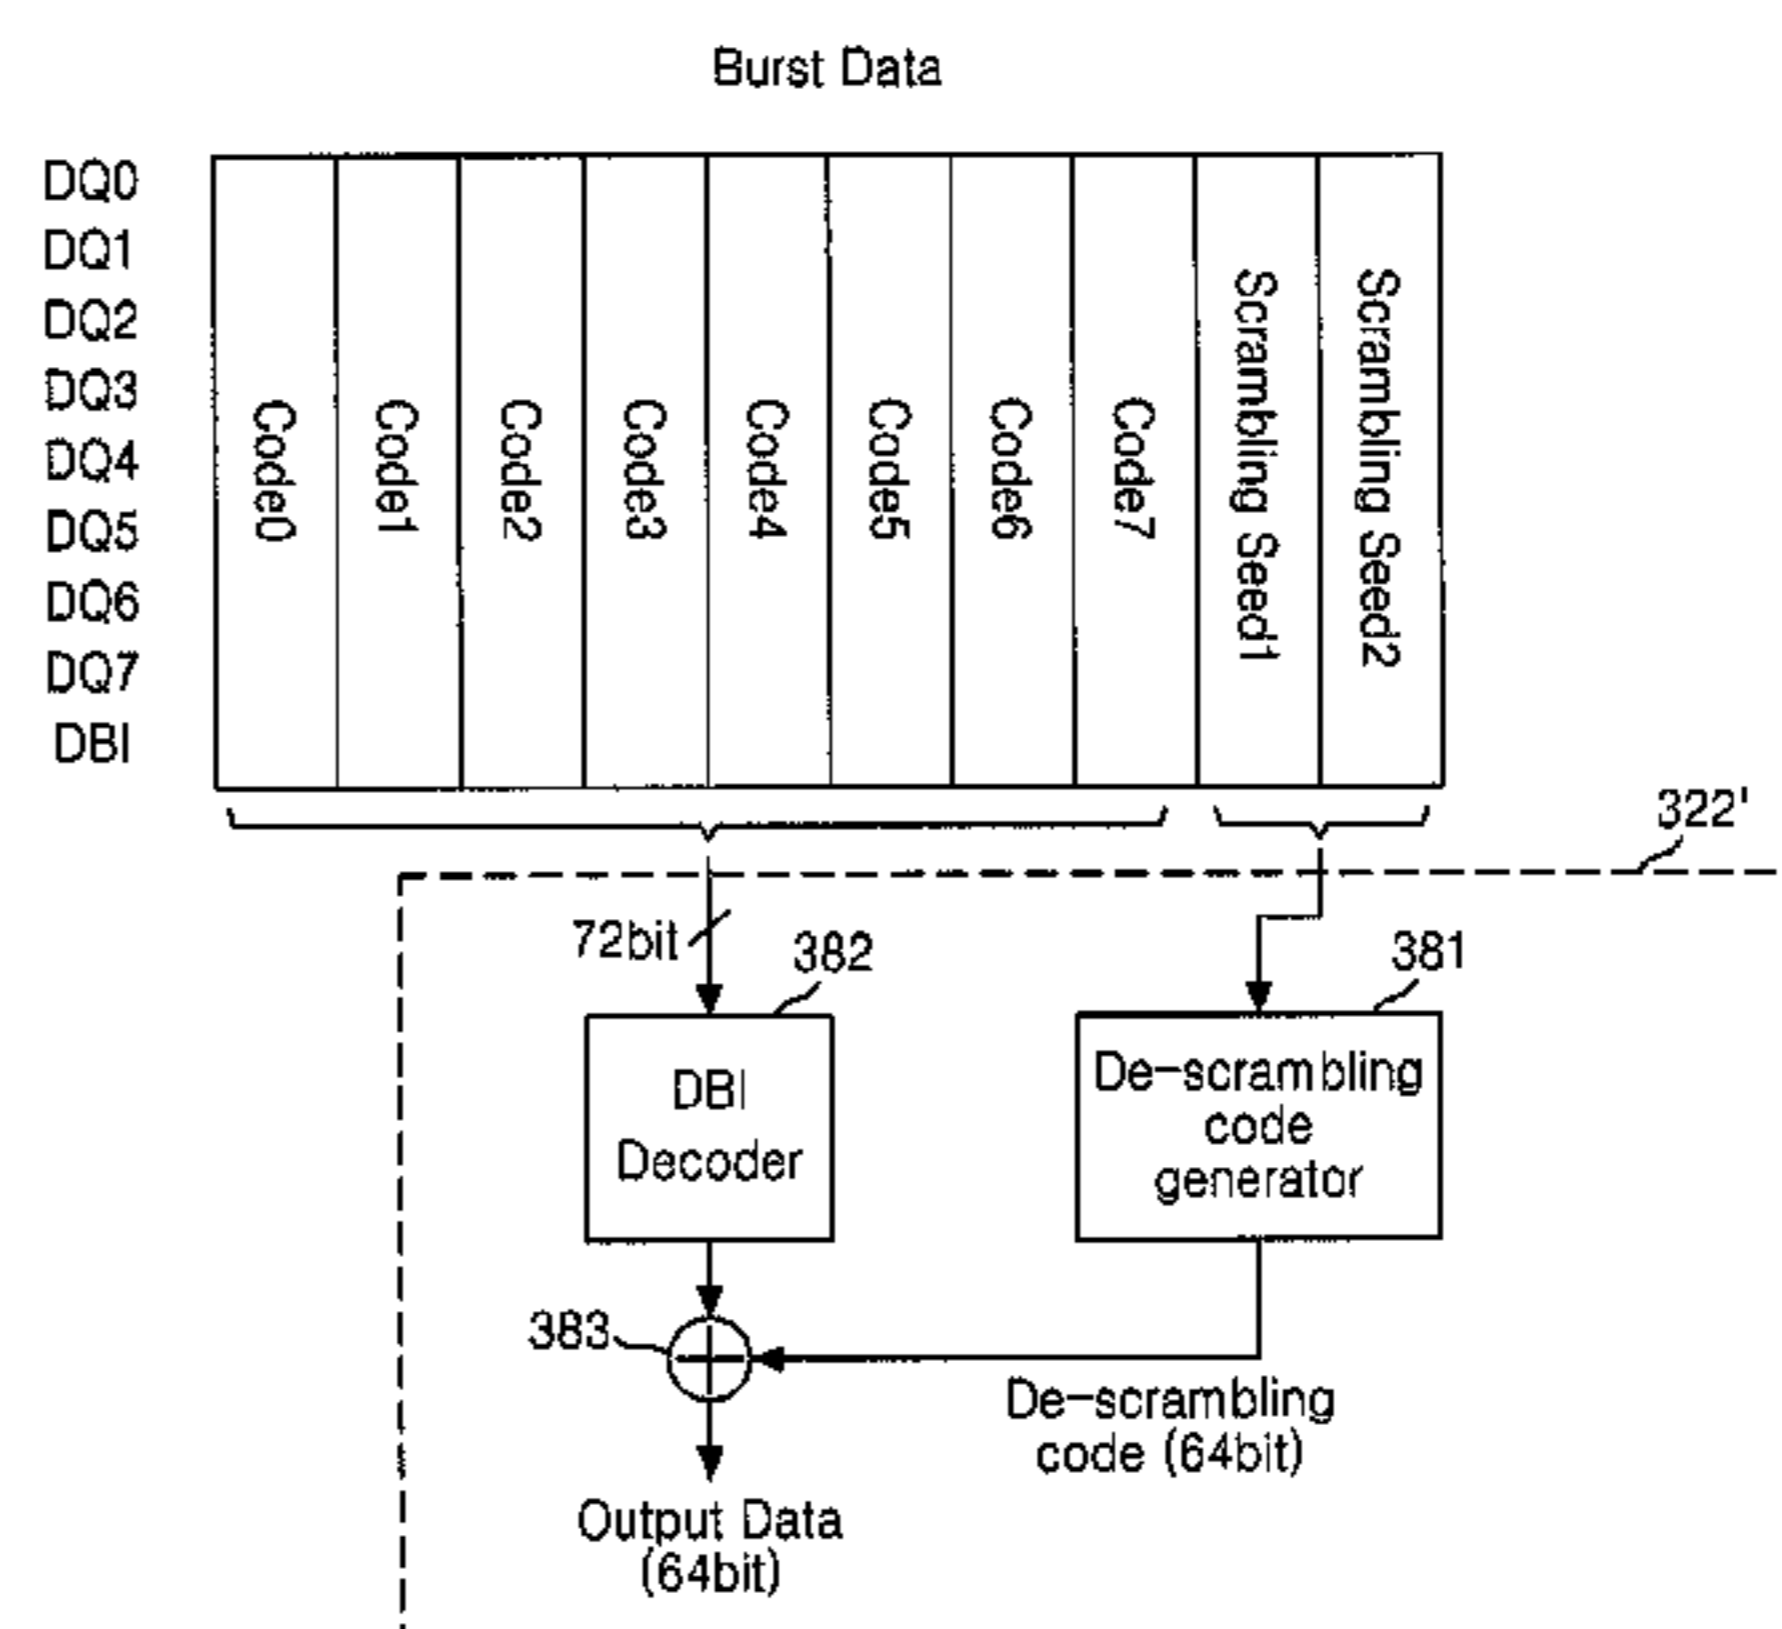 Burst Data
DQ0
DQ1
DQ2
DQ3
DQ4
DQ5
DQ6
DQ7
DBI
Code0
Code1
Code2
Code3
Code4
Code5
Code6
Code7
Scrambling Seed1
Scrambling Seed2
322'
72bit
382
381
DBI
Decoder
De-scrambling
code
generator
383
De-scrambling
code (64bit)
Output Data
(64bit)